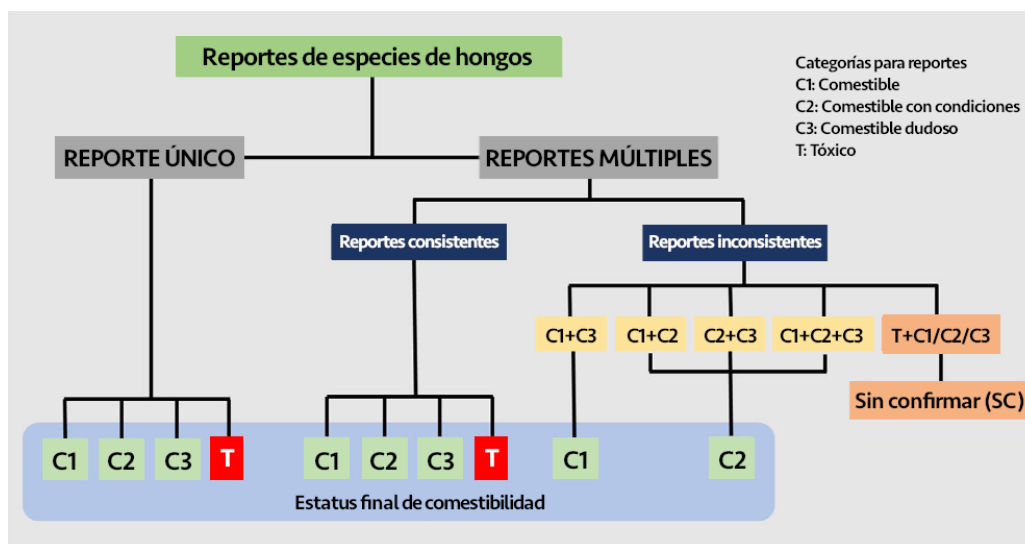 Reportes de especies de hongos
Categorías para reportes
C1: Comestible
C2: Comestible con condiciones
C3: Comestible dudoso
T: Tóxico
REPORTE ÚNICO
REPORTES MÚLTIPLES
Reportes consistentes
Reportes inconsistentes
C1+C3
C1+C2
C2+C3
C1+C2+C3
T+C1/C2/C3
Sin confirmar (SC)
C1
C2
C3
T
C1
C2
C3
T
C1
C2
Estatus final de comestibilidad